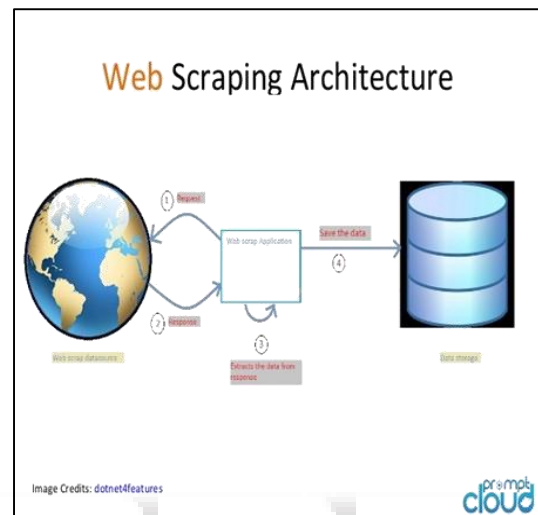 Web Scraping Architecture
1 Request
Web scrap Application
Save the data
4
2 Response
3
Web scrap datasource
Extracts the data from
response
Data storage
Image Credits: dotnet4features
prompt
cloud